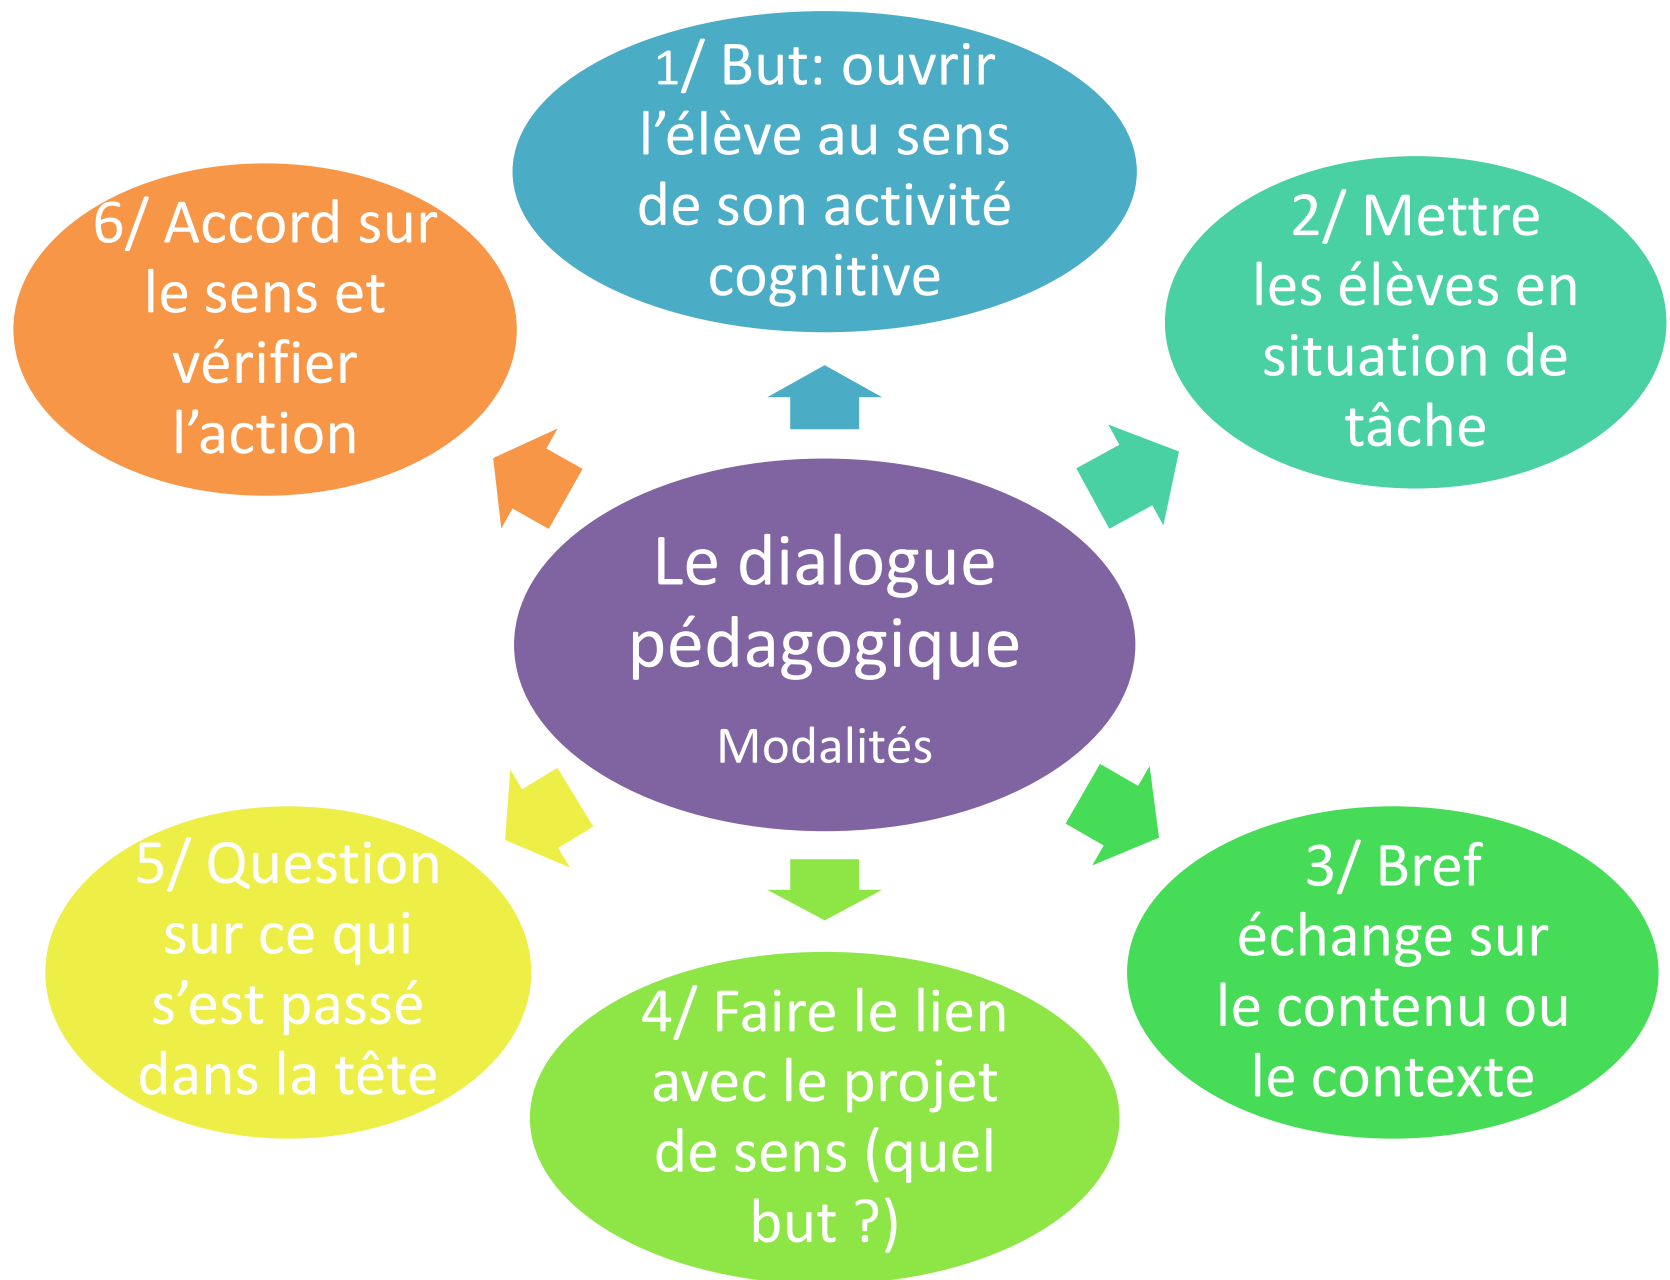 1/ But: ouvrir
l’élève au sens
de son activité
cognitive
2/ Mettre
les élèves en
situation de
tâche
3/ Bref
échange sur
le contenu ou
le contexte
4/ Faire le lien
avec le projet
de sens (quel
but ?)
5/ Question
sur ce qui
s’est passé
dans la tête
6/ Accord sur
le sens et
vérifier
l’action
Le dialogue
pédagogique
Modalités